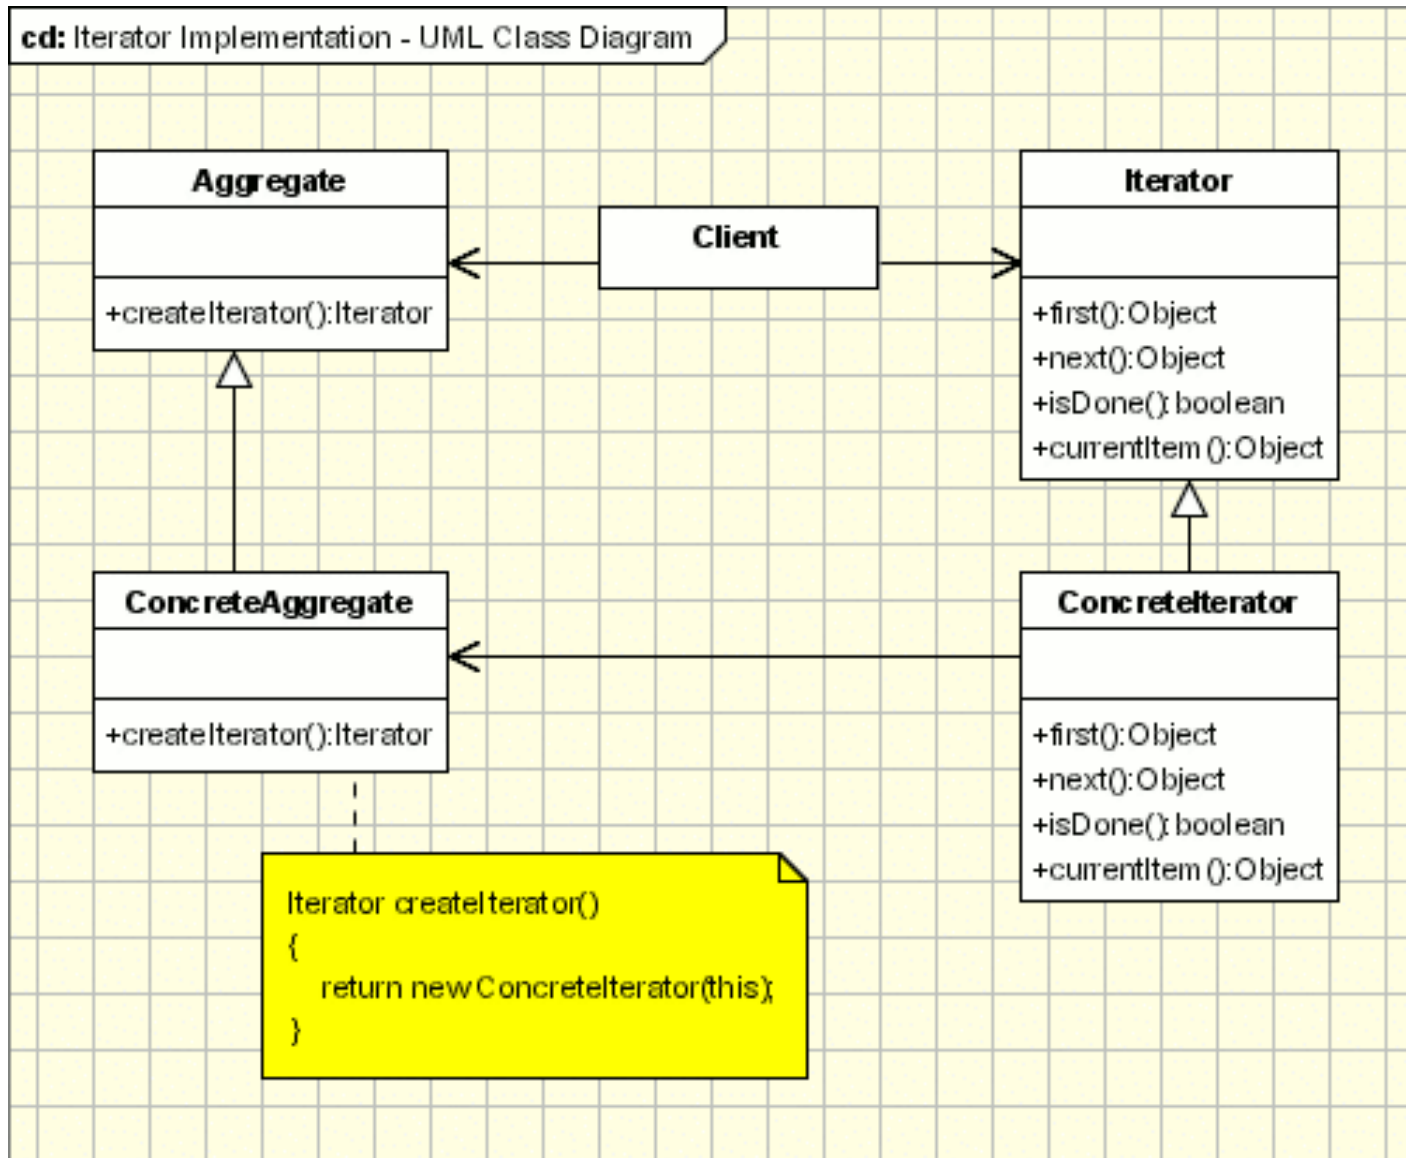 cd: Iterator Implementation - UML Class Diagram
Aggregate
+createIterator():Iterator
Client
Iterator
+first():Object
+next():Object
+isDone():boolean
+currentItem():Object
ConcreteAggregate
+createIterator():Iterator
ConcreteIterator
+first():Object
+next():Object
+isDone():boolean
+currentItem():Object
Iterator createIterator()
{
return new ConcreteIterator(this);
}